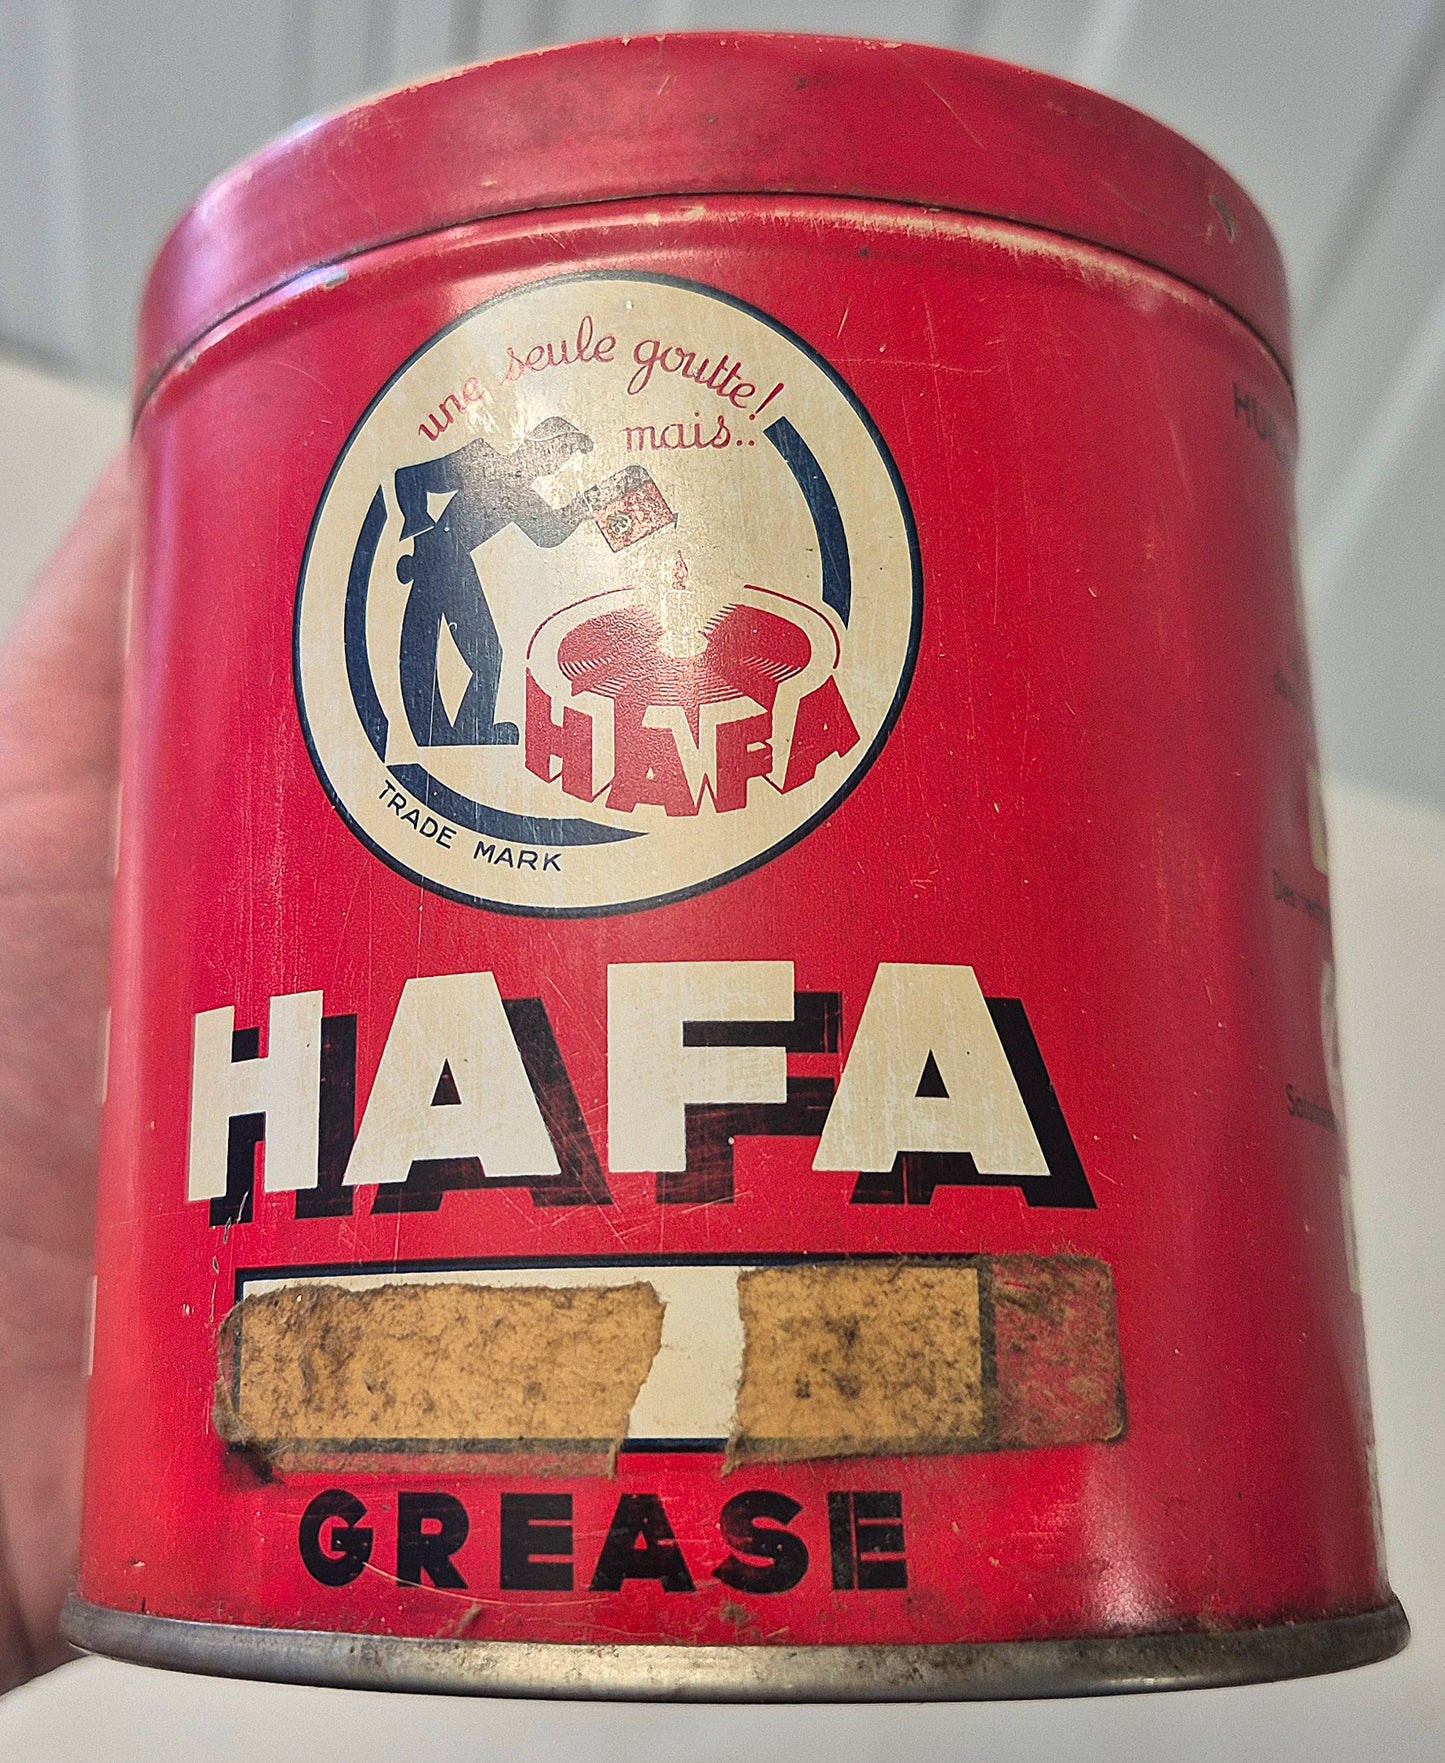 une seule goutte!
mais..
HAFA
TRADE MARK
HAFA
GREASE